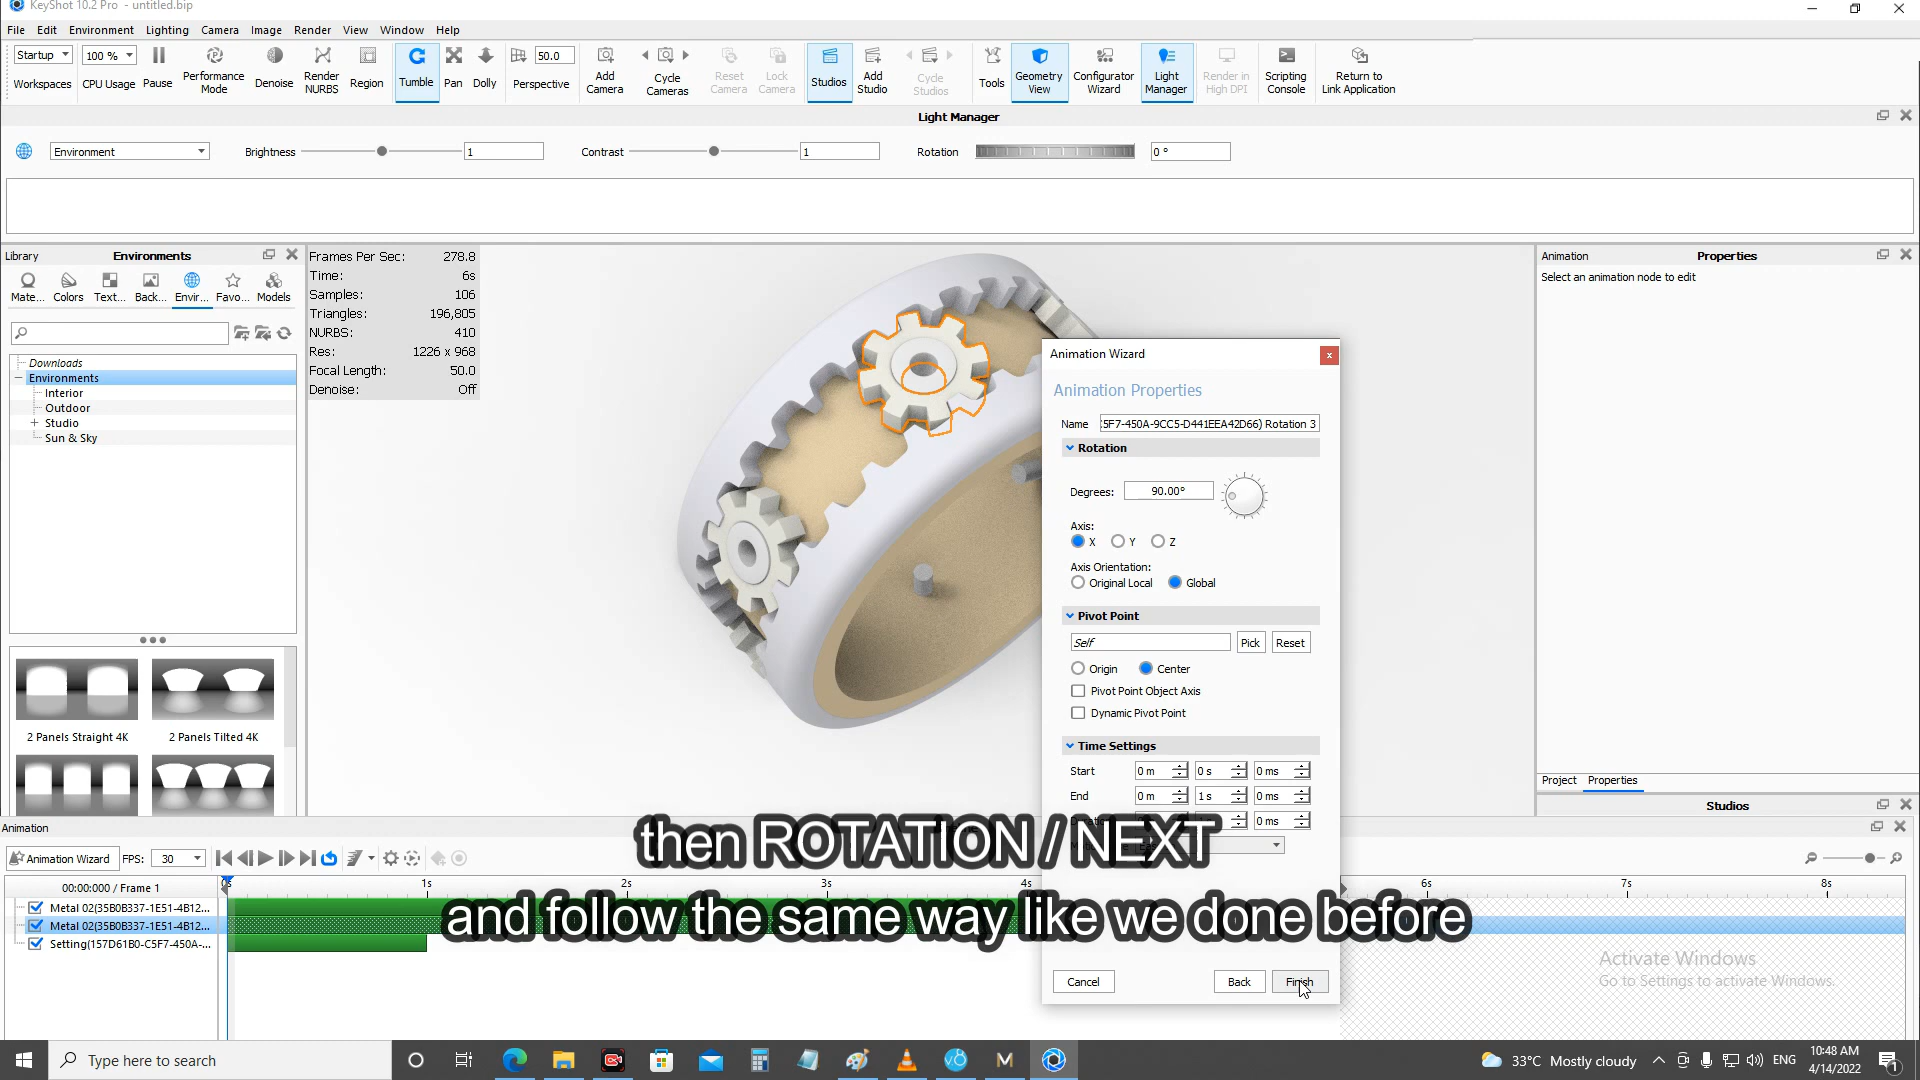 KeyShot 10.2 Pro - untitled.bip
File Edit Environment Lighting Camera Image Render View Window Help
Startup 100 % 50.0
Workspaces CPU Usage Pause Performance Mode Denoise Render NURBS Region Tumble Pan Dolly Perspective Add Camera Cycle Cameras Reset Camera Lock Camera Studios Add Studio Cycle Studios Tools Geometry View Configurator Wizard Light Manager Render in High DPI Scripting Console Return to Link Application
Light Manager
Environment Brightness 1 Contrast 1 Rotation 0 °
Library Environments
Mate... Colors Text... Back... Envir... Favo... Models
Downloads
Environments
Interior
Outdoor
Studio
Sun & Sky
2 Panels Straight 4K 2 Panels Tilted 4K
Frames Per Sec: 278.8
Time: 6s
Samples: 106
Triangles: 196,805
NURBS: 410
Res: 1226 x 968
Focal Length: 50.0
Denoise: Off
Animation Wizard x
Animation Properties
Name C5F7-450A-9CC5-D441EEA42D66) Rotation 3
Rotation
Degrees: 90.00°
Axis:
X Y Z
Axis Orientation:
Original Local Global
Pivot Point
Self Pick Reset
Origin Center
Pivot Point Object Axis
Dynamic Pivot Point
Time Settings
Start 0 m 0 s 0 ms
End 0 m 1 s 0 ms
0 ms
Cancel Back Finish
Animation Properties
Select an animation node to edit
Project Properties
Studios
Animation
Animation Wizard FPS: 30
00:00:000 / Frame 1 0s 1s 2s 3s 4s 6s 7s 8s
Metal 02(35B0B337-1E51-4B12...
Metal 02(35B0B337-1E51-4B12...
Setting(157D61B0-C5F7-450A-...
then ROTATION / NEXT
and follow the same way like we done before
Activate Windows
Go to Settings to activate Windows.
Type here to search
33°C Mostly cloudy ENG 10:48 AM
4/14/2022
1